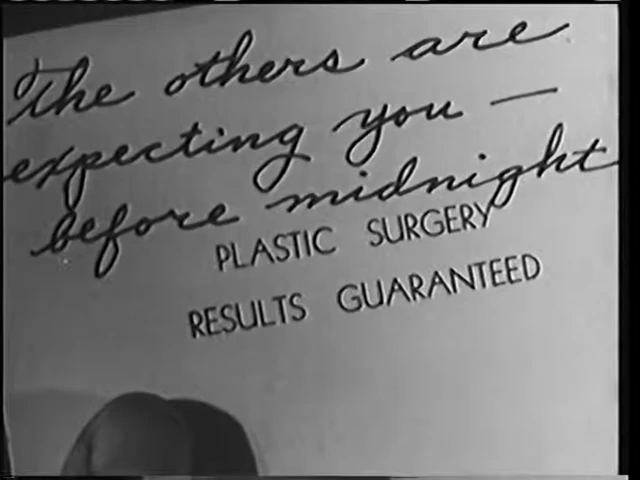 The others are
expecting you —
before midnight
PLASTIC SURGERY
RESULTS GUARANTEED